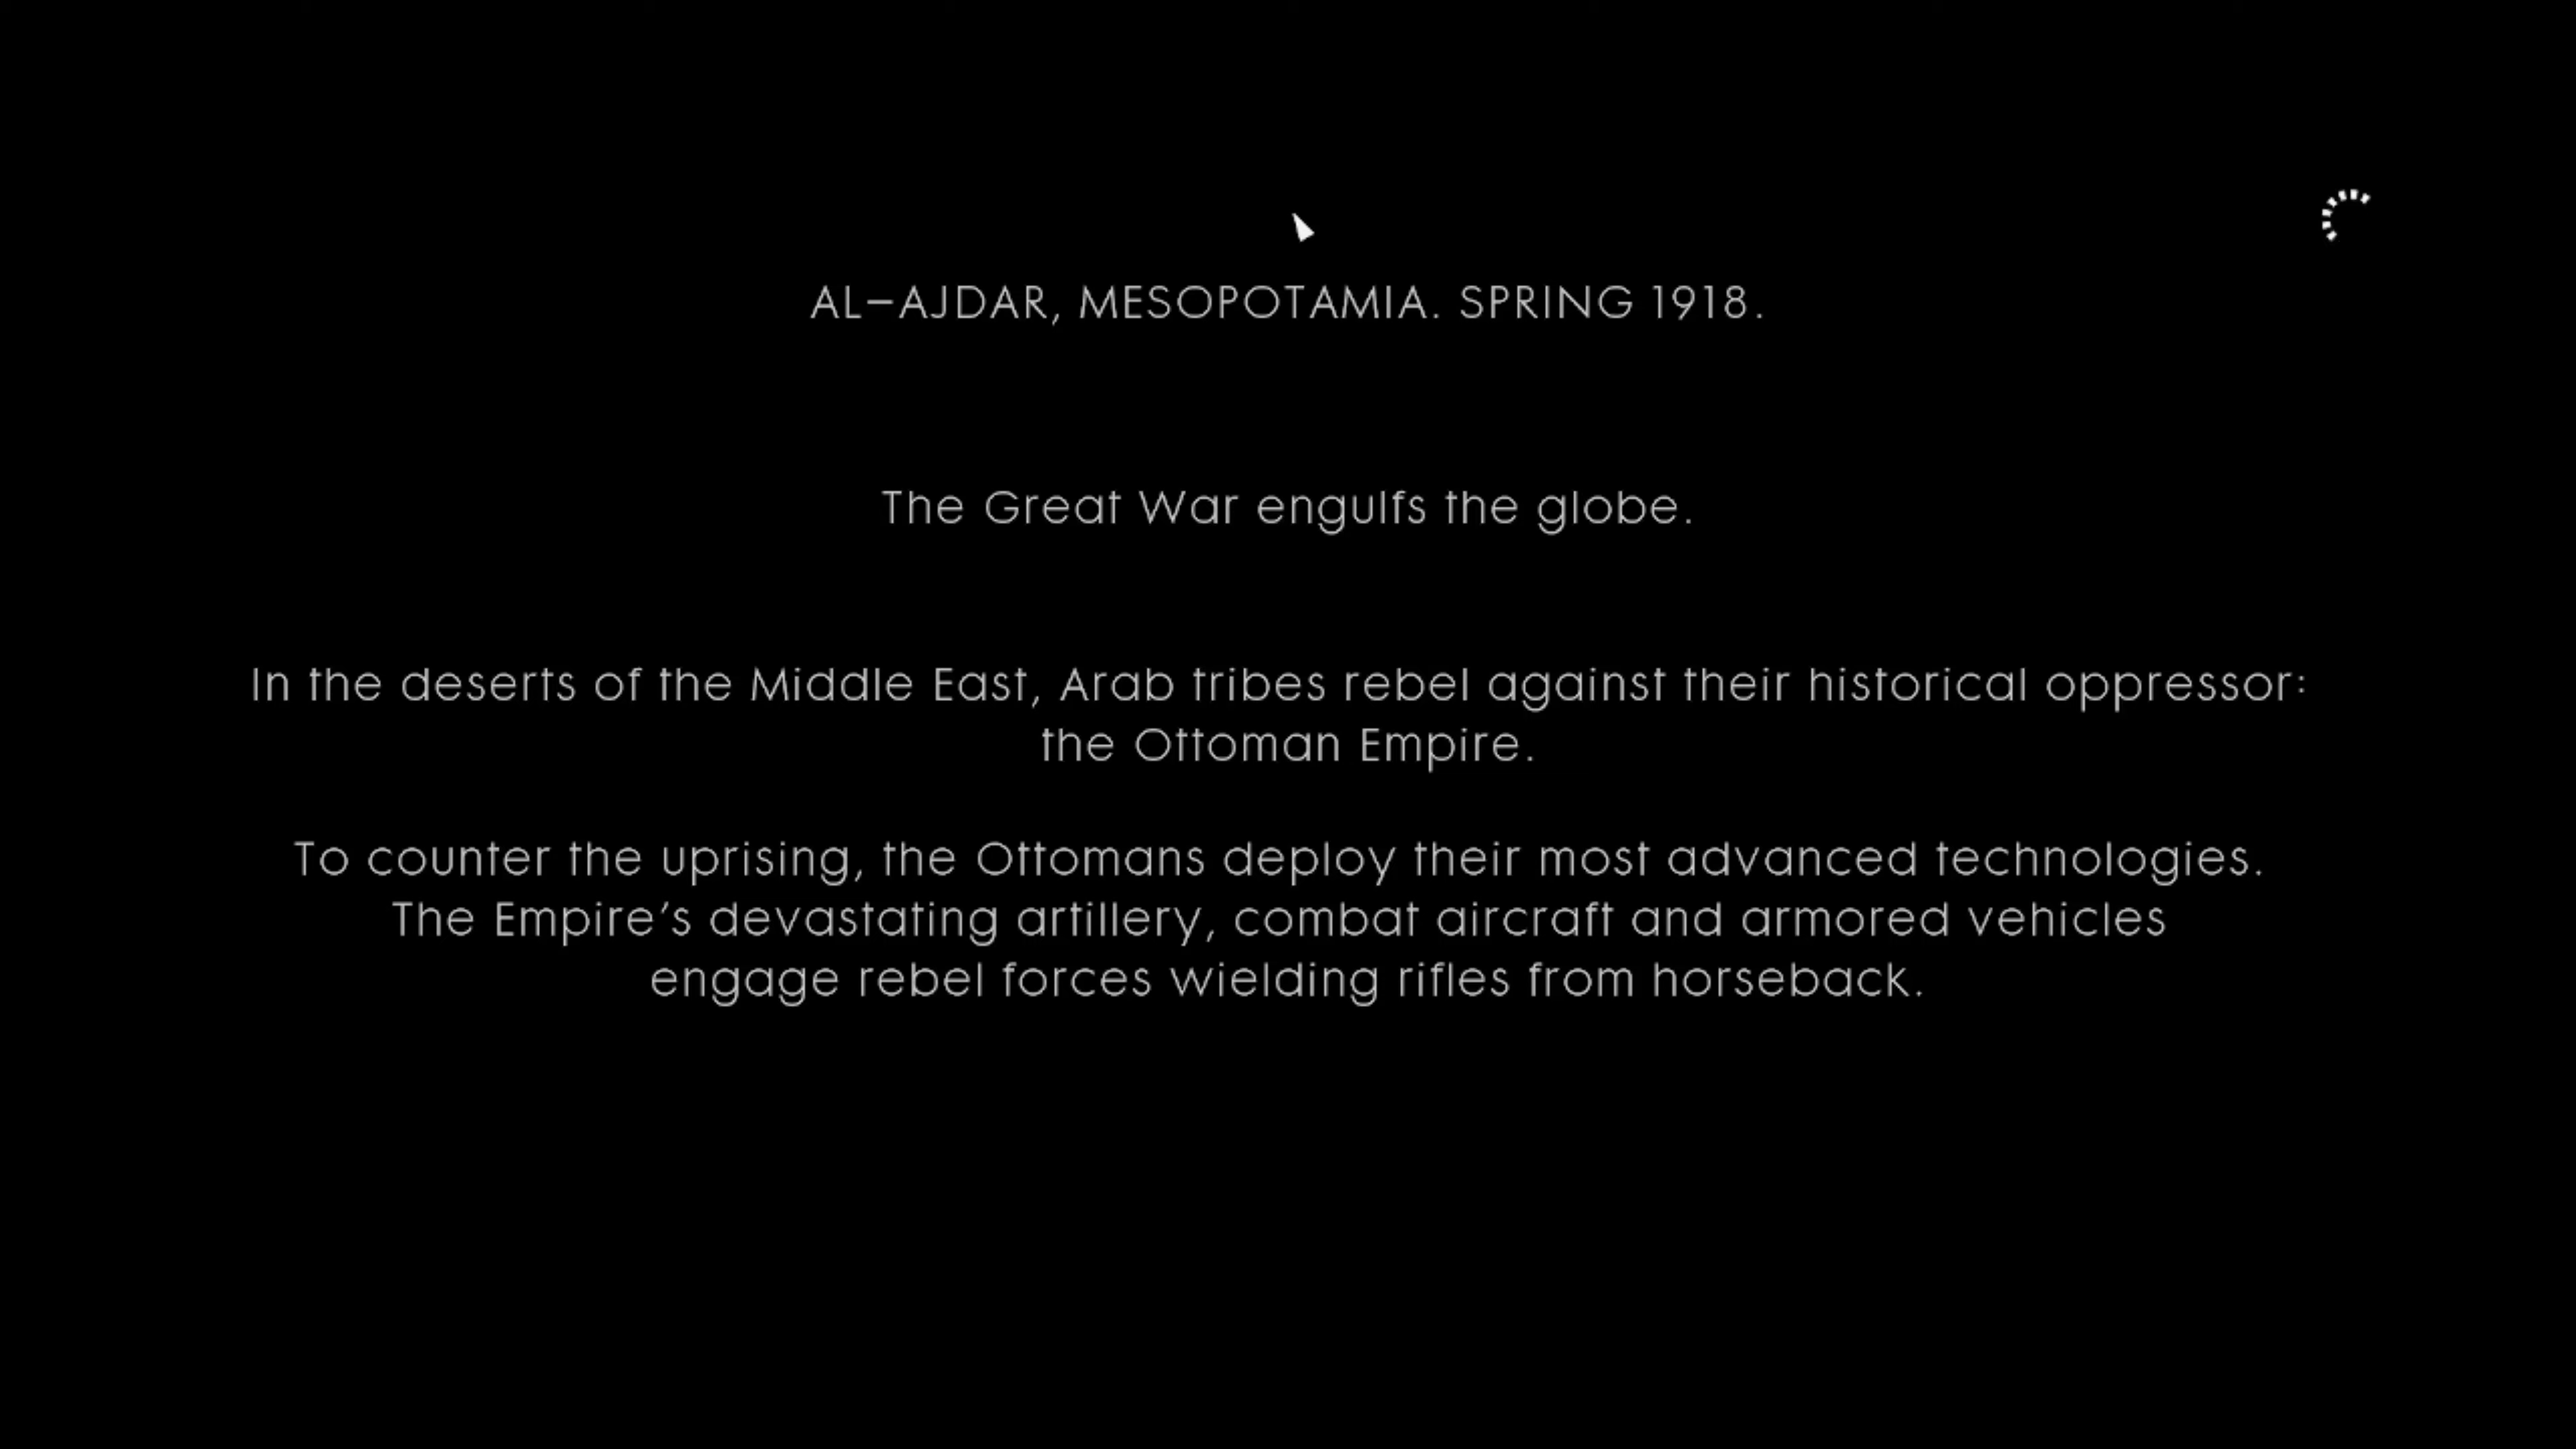 AL–AJDAR, MESOPOTAMIA. SPRING 1918.
The Great War engulfs the globe.
In the deserts of the Middle East, Arab tribes rebel against their historical oppressor:
the Ottoman Empire.
To counter the uprising, the Ottomans deploy their most advanced technologies.
The Empire’s devastating artillery, combat aircraft and armored vehicles
engage rebel forces wielding rifles from horseback.